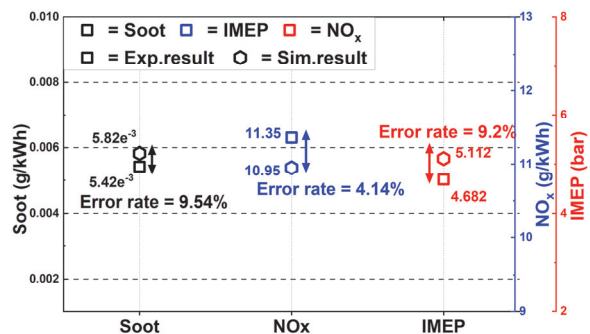 = Soot = IMEP = NOx
= Exp.result = Sim.result
0.010
0.008
0.006
0.004
0.002
Soot (g/kWh)
5.82e-3
5.42e-3
Error rate = 9.54%
11.35
10.95
Error rate = 4.14%
Error rate = 9.2%
5.112
4.682
Soot NOx IMEP
13
12
11
10
9
NOx (g/kWh)
8
6
4
2
IMEP (bar)